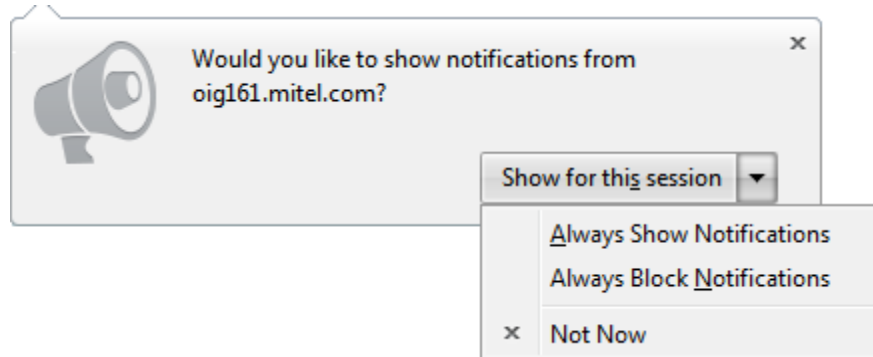 Would you like to show notifications from
oig161.mitel.com?
Show for this session
Always Show Notifications
Always Block Notifications
Not Now